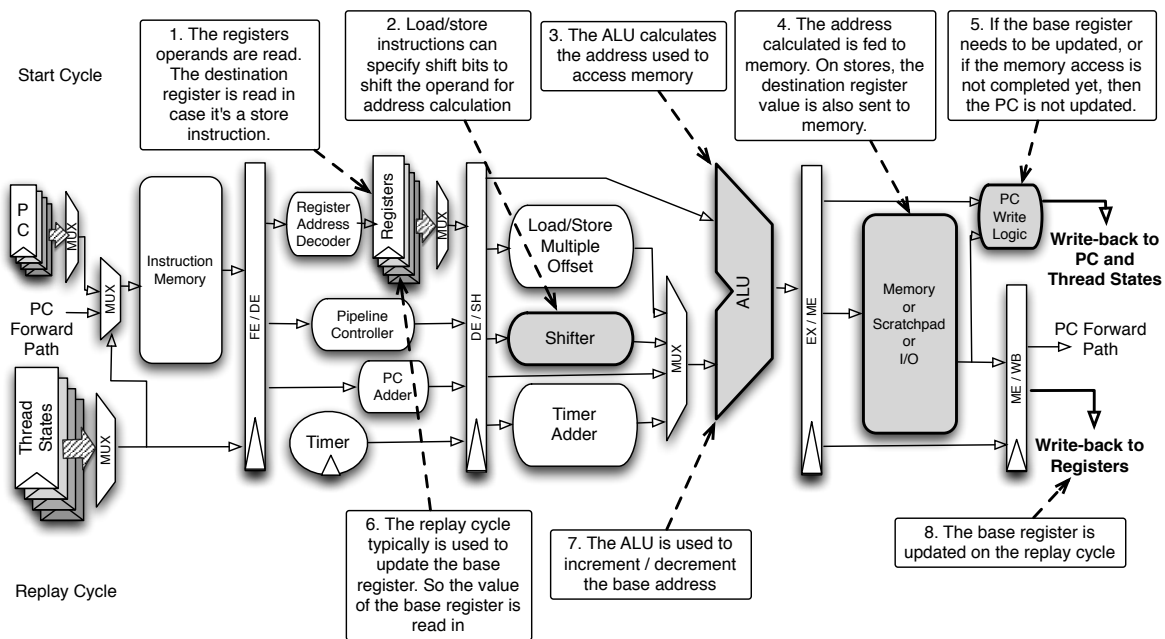 Start Cycle
1. The registers
operands are read.
The destination
register is read in
case it's a store
instruction.
2. Load/store
instructions can
specify shift bits to
shift the operand for
address calculation
3. The ALU calculates
the address used to
access memory
4. The address
calculated is fed to
memory. On stores, the
destination register
value is also sent to
memory.
5. If the base register
needs to be updated, or
if the memory access is
not completed yet, then
the PC is not updated.
P
C
MUX
MUX
PC
Forward
Path
Thread
States
MUX
Instruction
Memory
FE / DE
Register
Address
Decoder
Registers
MUX
Pipeline
Controller
PC
Adder
Timer
DE / SH
Load/Store
Multiple
Offset
Shifter
Timer
Adder
MUX
ALU
EX / ME
Memory
or
Scratchpad
or
I/O
PC
Write
Logic
Write-back to
PC and
Thread States
ME / WB
PC Forward
Path
Write-back to
Registers
Replay Cycle
6. The replay cycle
typically is used to
update the base
register. So the value
of the base register is
read in
7. The ALU is used to
increment / decrement
the base address
8. The base register is
updated on the replay cycle